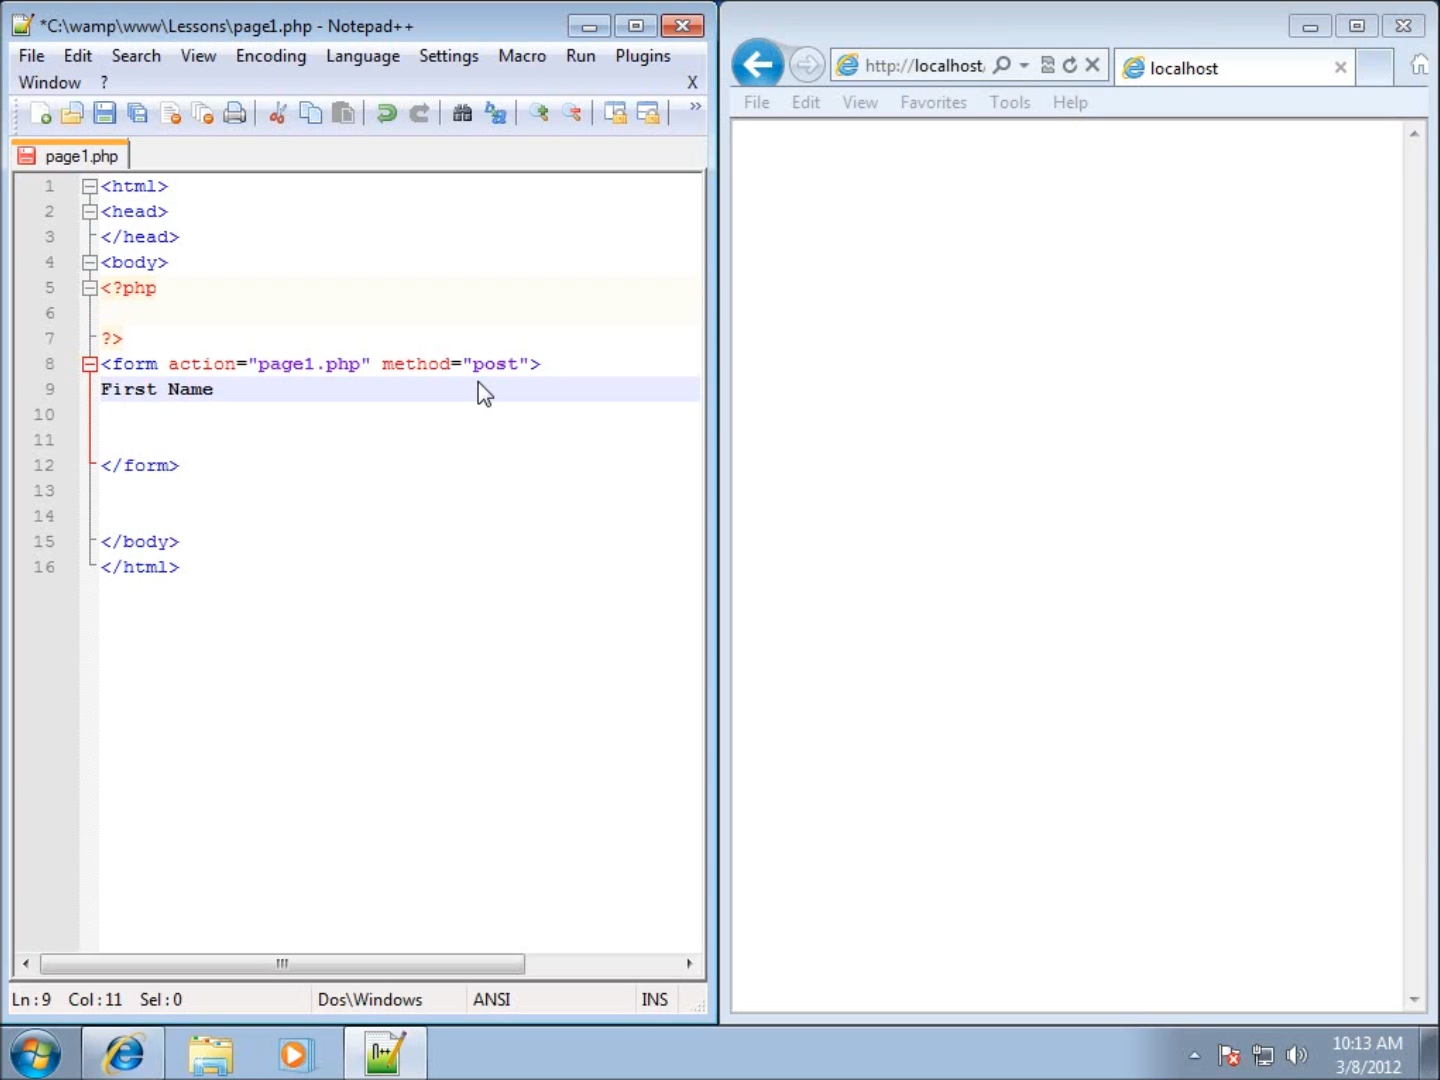 *C:\wamp\www\Lessons\page1.php - Notepad++
File Edit Search View Encoding Language Settings Macro Run Plugins
Window ? X
page1.php
1 <html>
2 <head>
3 </head>
4 <body>
5 <?php
6
7 ?>
8 <form action="page1.php" method="post">
9 First Name
10
11
12 </form>
13
14
15 </body>
16 </html>
Ln:9 Col:11 Sel:0 Dos\Windows ANSI INS
http://localhost localhost
File Edit View Favorites Tools Help
10:13 AM
3/8/2012